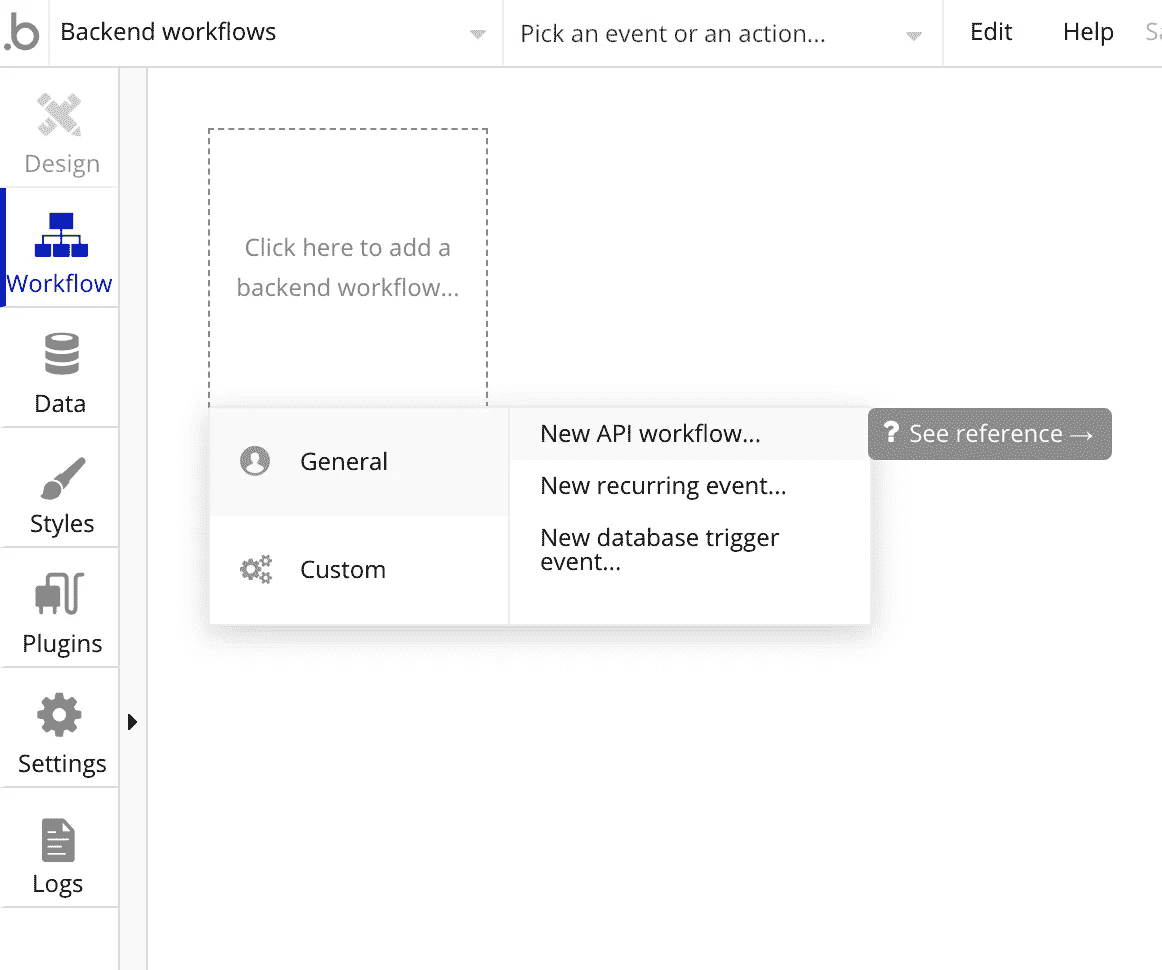 .b
Backend workflows
Pick an event or an action...
Edit
Help
Sa
Design
Workflow
Data
Styles
Plugins
Settings
Logs
Click here to add a
backend workflow...
General
Custom
New API workflow...
New recurring event...
New database trigger
event...
? See reference →